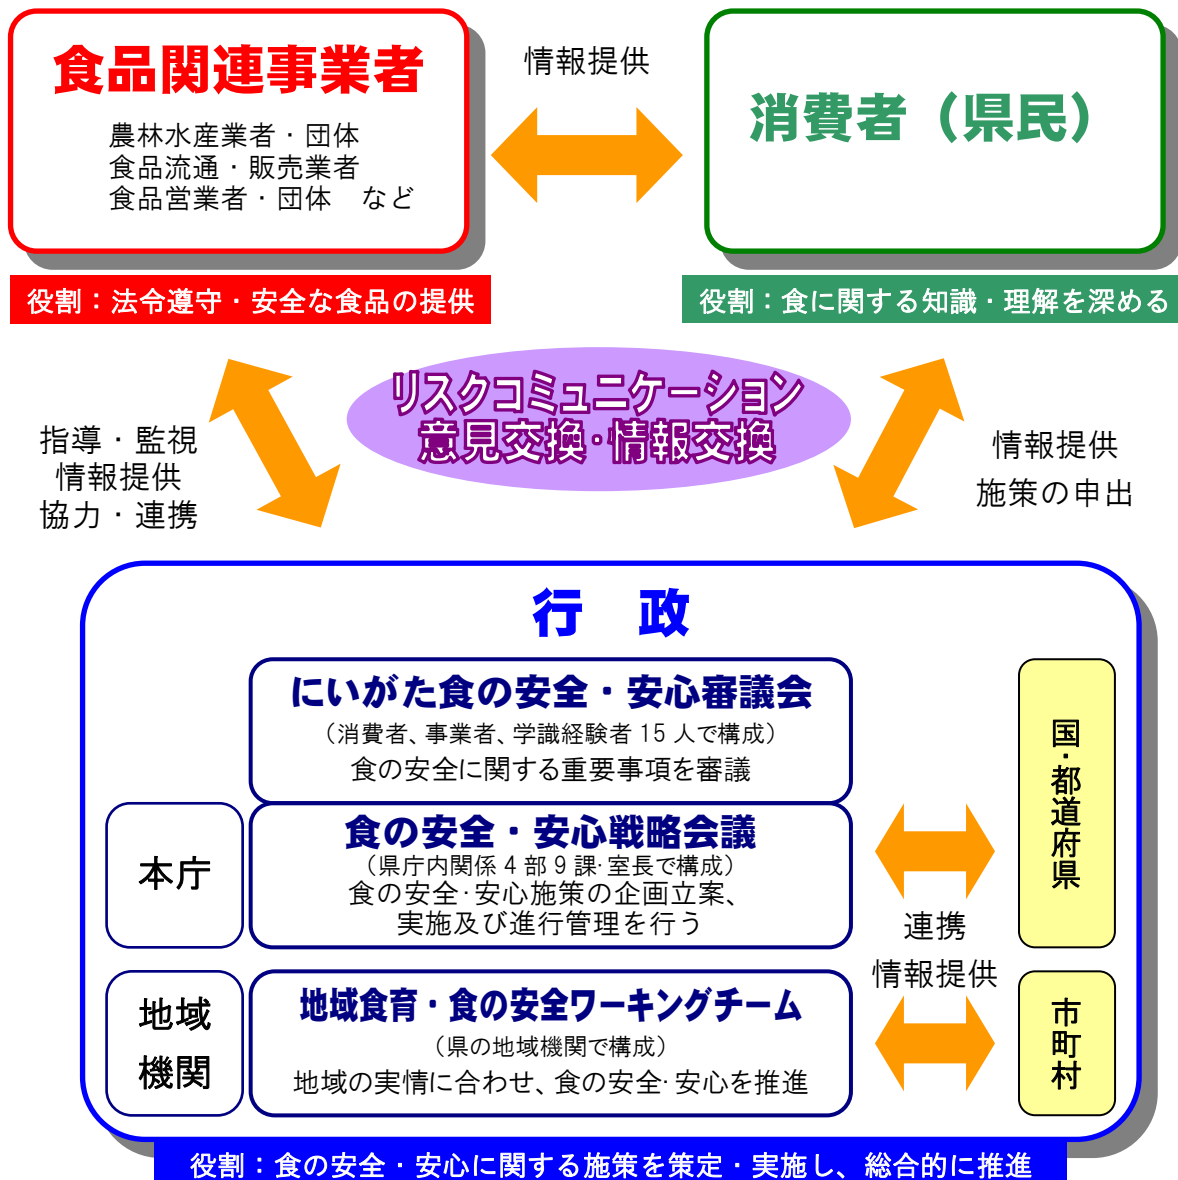 食品関連事業者
農林水産業者・団体
食品流通・販売業者
食品営業者・団体　など
役割：法令遵守・安全な食品の提供
情報提供
消費者（県民）
役割：食に関する知識・理解を深める
リスクコミュニケーション
意見交換・情報交換
指導・監視
情報提供
協力・連携
情報提供
施策の申出
行　政
にいがた食の安全・安心審議会
（消費者、事業者、学識経験者 15 人で構成）
食の安全に関する重要事項を審議
本庁
食の安全・安心戦略会議
（県庁内関係 4 部 9 課・室長で構成）
食の安全・安心施策の企画立案、
実施及び進行管理を行う
地域
機関
地域食育・食の安全ワーキングチーム
（県の地域機関で構成）
地域の実情に合わせ、食の安全・安心を推進
連携
情報提供
国・都道府県
市町村
役割：食の安全・安心に関する施策を策定・実施し、総合的に推進